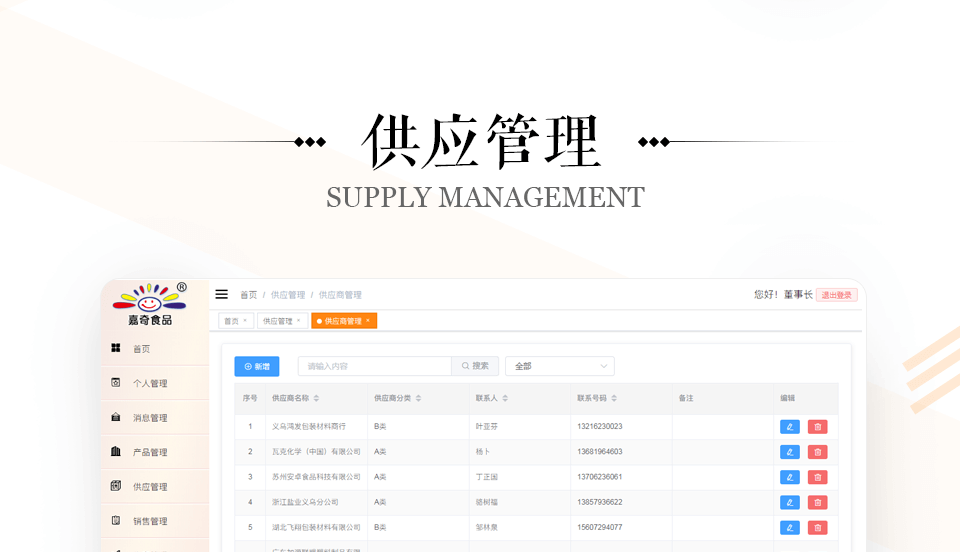 供应管理
SUPPLY MANAGEMENT
®
嘉奇食品
首页 / 供应管理 / 供应商管理
您好！董事长 退出登录
首页 × 供应管理 × 供应商管理 ×
首页
个人管理
消息管理
产品管理
供应管理
销售管理
新增 请输入内容 搜索 全部
序号 供应商名称 供应商分类 联系人 联系号码 备注 编辑
1 义乌鸿发包装材料商行 B类 叶亚芬 13216230023
2 瓦克化学（中国）有限公司 A类 杨卜 13681964603
3 苏州安卓食品科技有限公司 A类 丁正国 13706236061
4 浙江盐业义乌分公司 A类 骆树福 13857936622
5 湖北飞翔包装材料有限公司 B类 邹林泉 15607294077